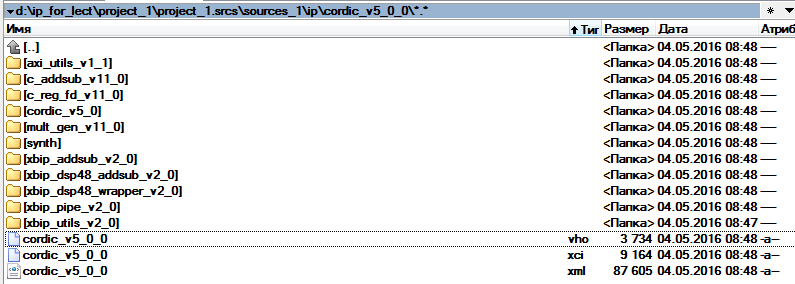 d:\ip_for_lect\project_1\project_1.srcs\sources_1\ip\cordic_v5_0_0\*.*
Имя Тип Размер Дата Атриб
[..] <Папка> 04.05.2016 08:48 ----
[axi_utils_v1_1] <Папка> 04.05.2016 08:48 ----
[c_addsub_v11_0] <Папка> 04.05.2016 08:48 ----
[c_reg_fd_v11_0] <Папка> 04.05.2016 08:48 ----
[cordic_v5_0] <Папка> 04.05.2016 08:48 ----
[mult_gen_v11_0] <Папка> 04.05.2016 08:48 ----
[synth] <Папка> 04.05.2016 08:48 ----
[xbip_addsub_v2_0] <Папка> 04.05.2016 08:48 ----
[xbip_dsp48_addsub_v2_0] <Папка> 04.05.2016 08:48 ----
[xbip_dsp48_wrapper_v2_0] <Папка> 04.05.2016 08:48 ----
[xbip_pipe_v2_0] <Папка> 04.05.2016 08:48 ----
[xbip_utils_v2_0] <Папка> 04.05.2016 08:47 ----
cordic_v5_0_0 vho 3 734 04.05.2016 08:48 -a--
cordic_v5_0_0 xci 9 164 04.05.2016 08:48 -a--
cordic_v5_0_0 xml 87 605 04.05.2016 08:48 -a--